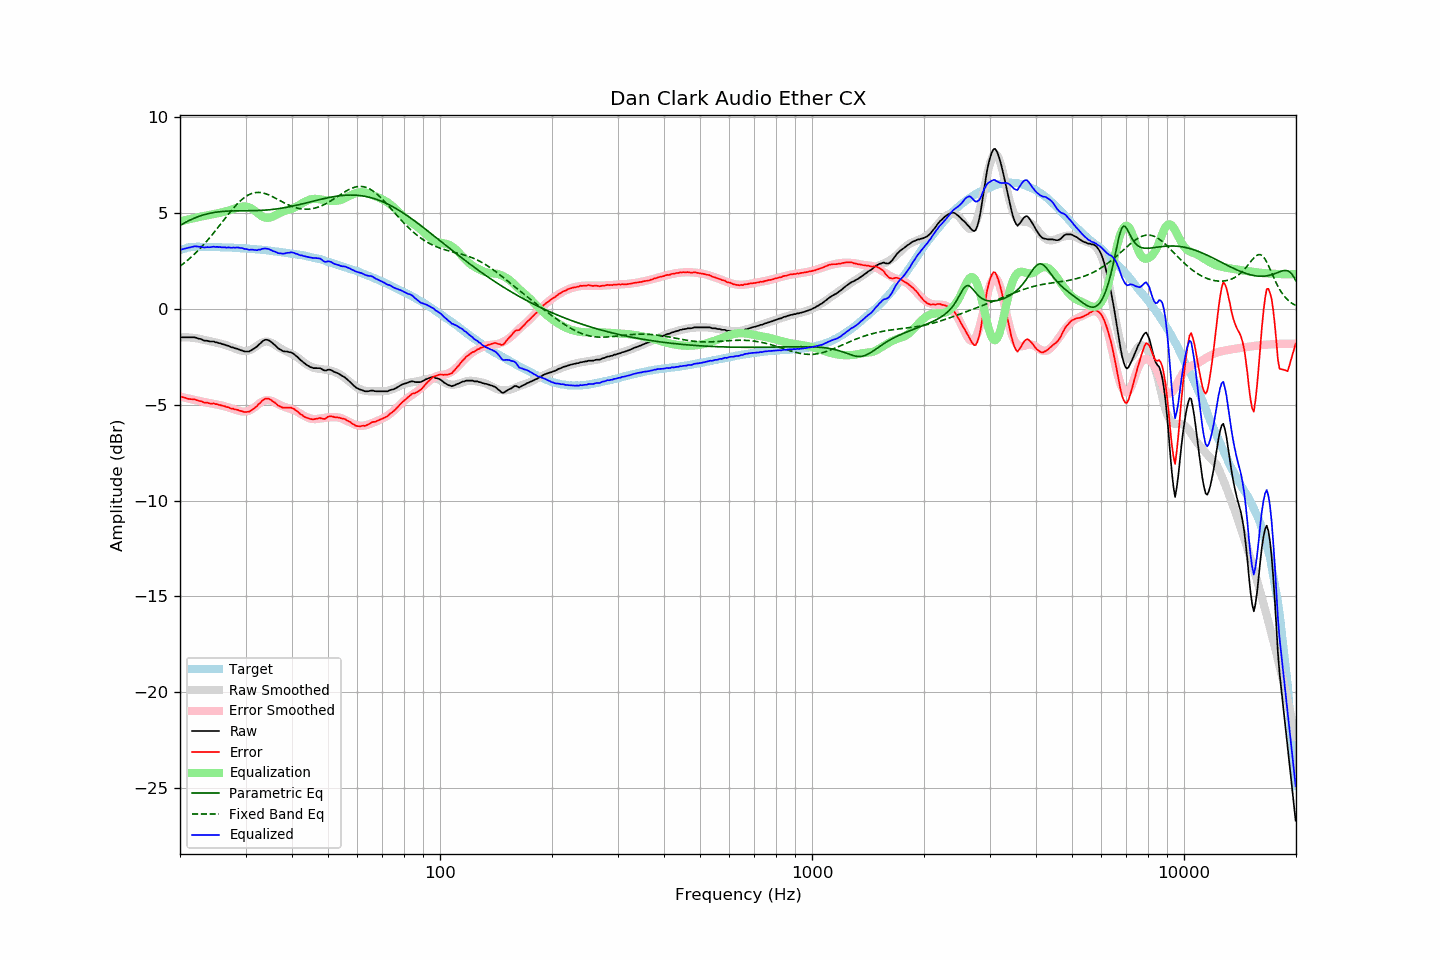 Dan Clark Audio Ether CX
10
5
0
−5
−10
−15
−20
−25
Amplitude (dBr)
Target
Raw Smoothed
Error Smoothed
Raw
Error
Equalization
Parametric Eq
Fixed Band Eq
Equalized
100
1000
10000
Frequency (Hz)